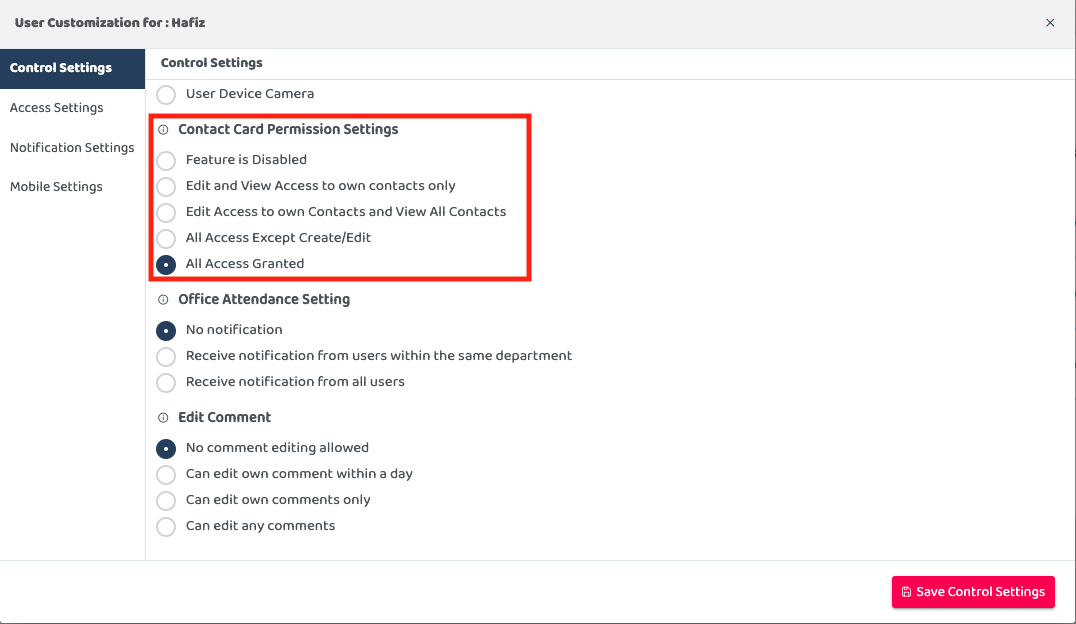 User Customization for : Hafiz
Control Settings
Access Settings
Notification Settings
Mobile Settings
Control Settings
User Device Camera
Contact Card Permission Settings
Feature is Disabled
Edit and View Access to own contacts only
Edit Access to own Contacts and View All Contacts
All Access Except Create/Edit
All Access Granted
Office Attendance Setting
No notification
Receive notification from users within the same department
Receive notification from all users
Edit Comment
No comment editing allowed
Can edit own comment within a day
Can edit own comments only
Can edit any comments
Save Control Settings